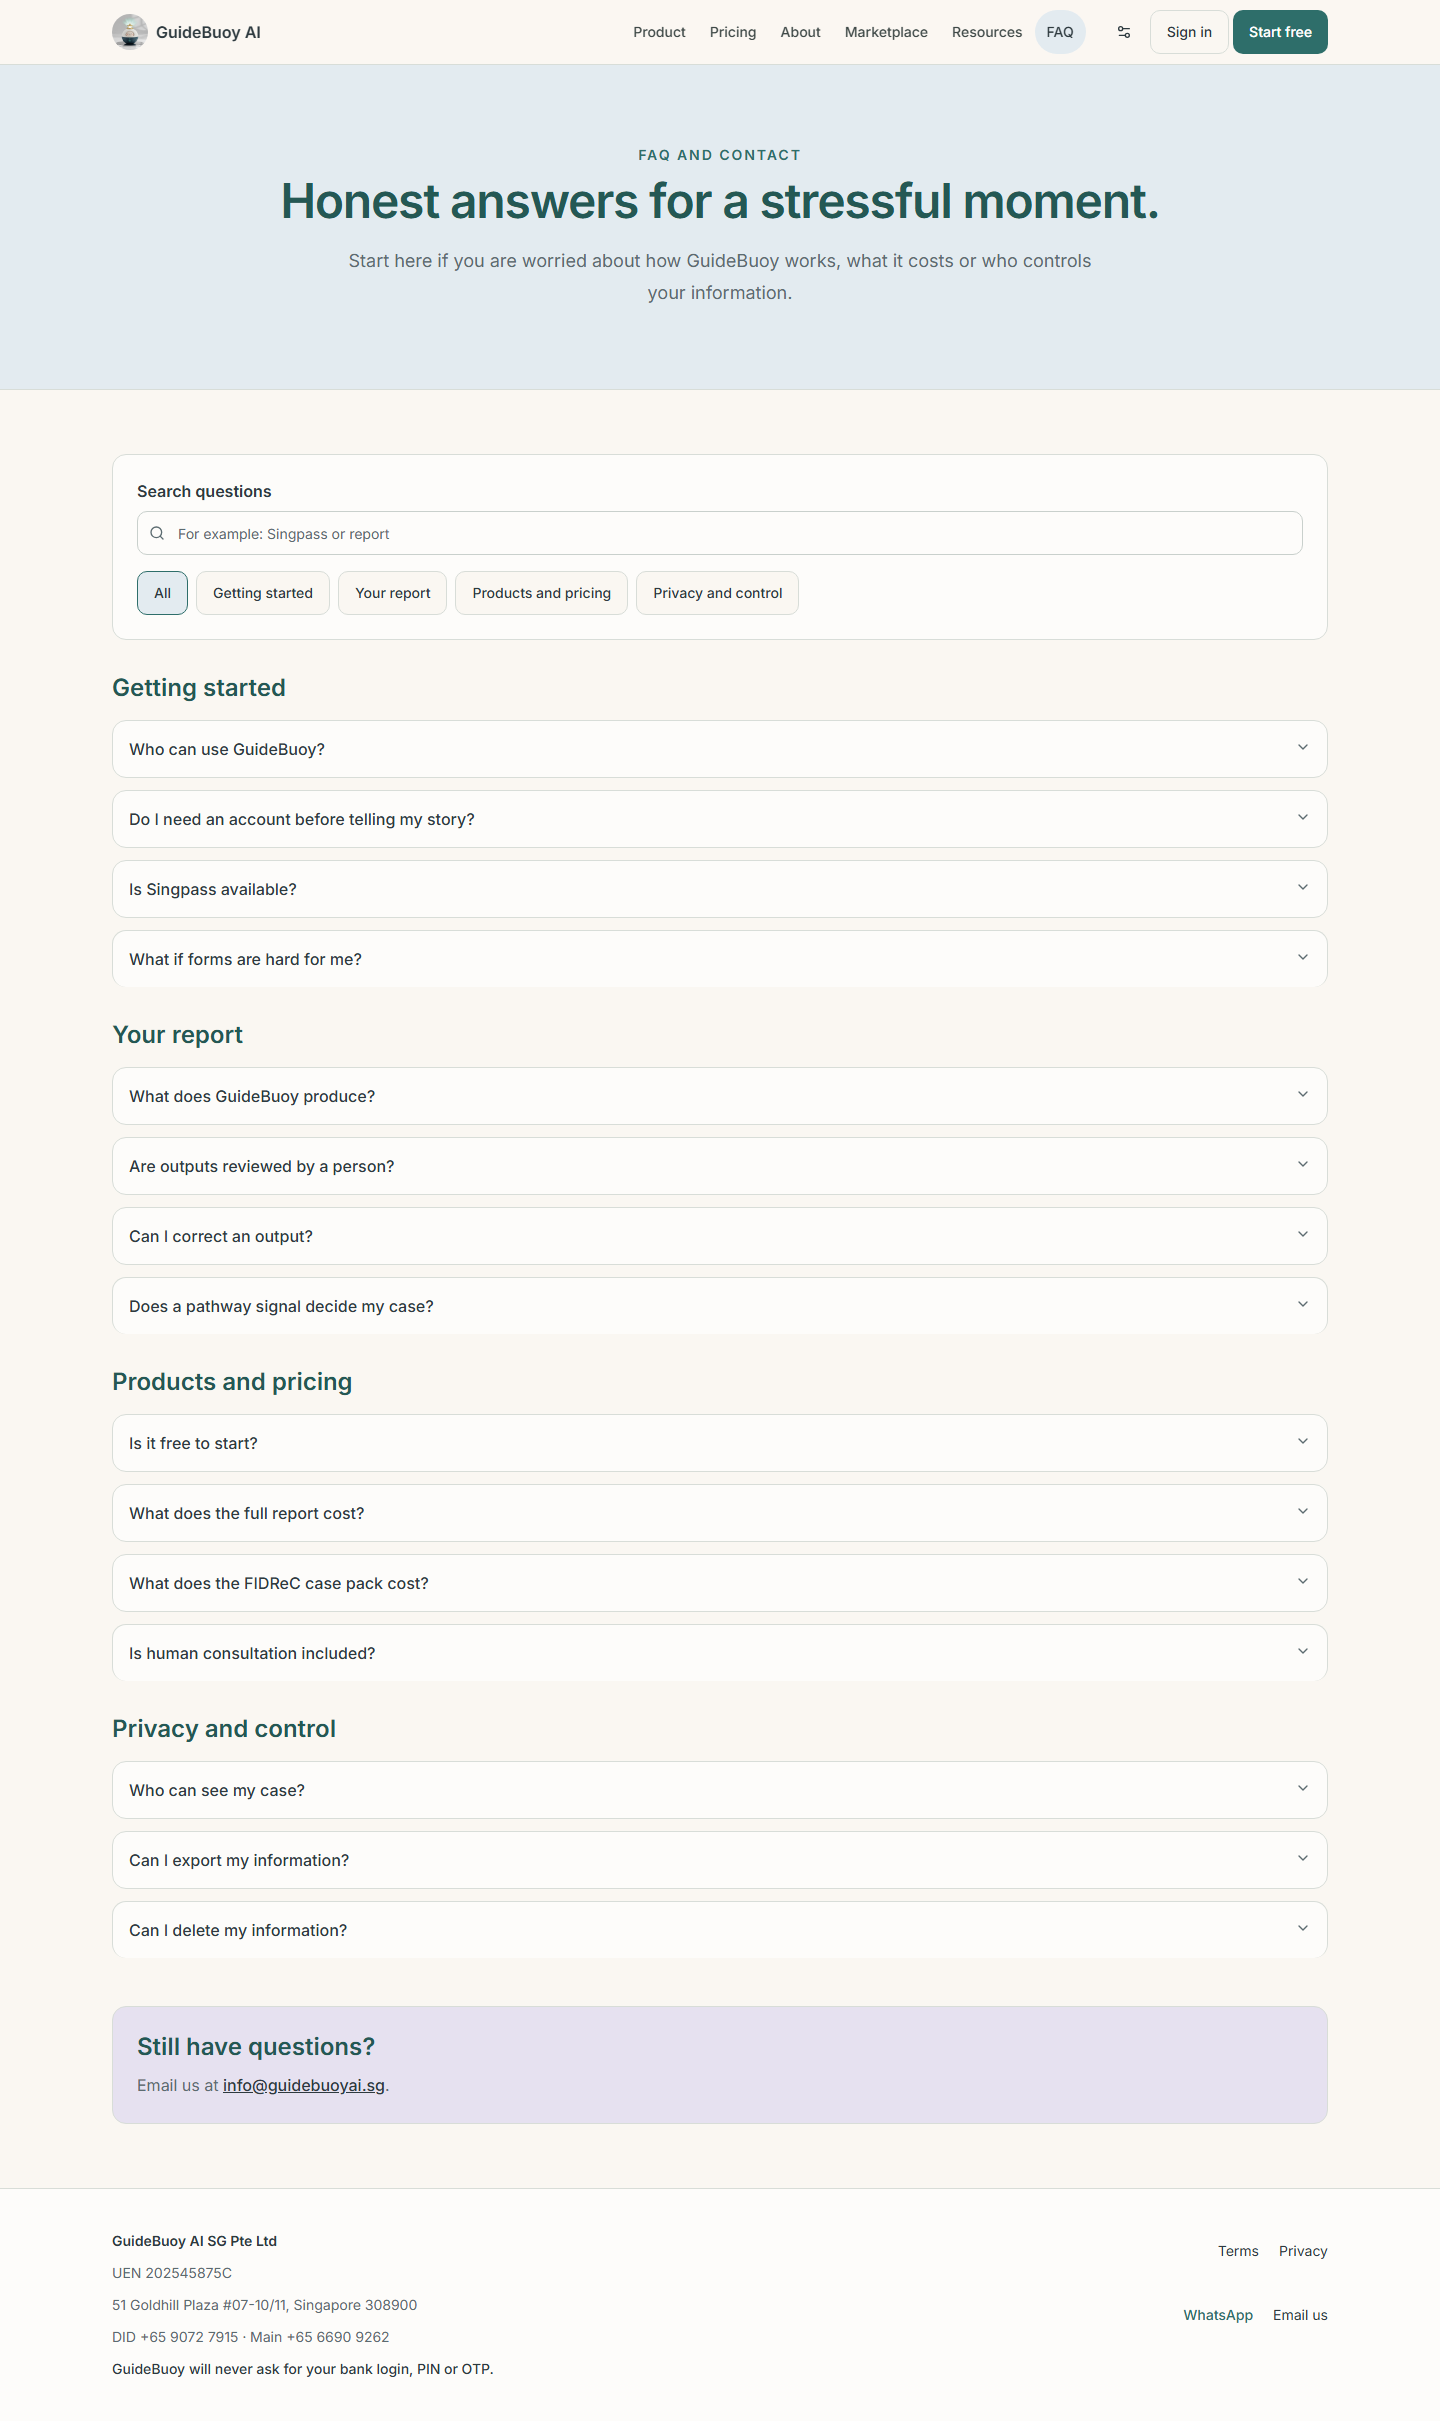 GuideBuoy AI
Product
Pricing
About
Marketplace
Resources
FAQ
Sign in
Start free
FAQ AND CONTACT
Honest answers for a stressful moment.
Start here if you are worried about how GuideBuoy works, what it costs or who controls
your information.
Search questions
For example: Singpass or report
All
Getting started
Your report
Products and pricing
Privacy and control
Getting started
Who can use GuideBuoy?
Do I need an account before telling my story?
Is Singpass available?
What if forms are hard for me?
Your report
What does GuideBuoy produce?
Are outputs reviewed by a person?
Can I correct an output?
Does a pathway signal decide my case?
Products and pricing
Is it free to start?
What does the full report cost?
What does the FIDReC case pack cost?
Is human consultation included?
Privacy and control
Who can see my case?
Can I export my information?
Can I delete my information?
Still have questions?
Email us at info@guidebuoyai.sg.
GuideBuoy AI SG Pte Ltd
UEN 202545875C
51 Goldhill Plaza #07-10/11, Singapore 308900
DID +65 9072 7915 · Main +65 6690 9262
GuideBuoy will never ask for your bank login, PIN or OTP.
Terms
Privacy
WhatsApp
Email us